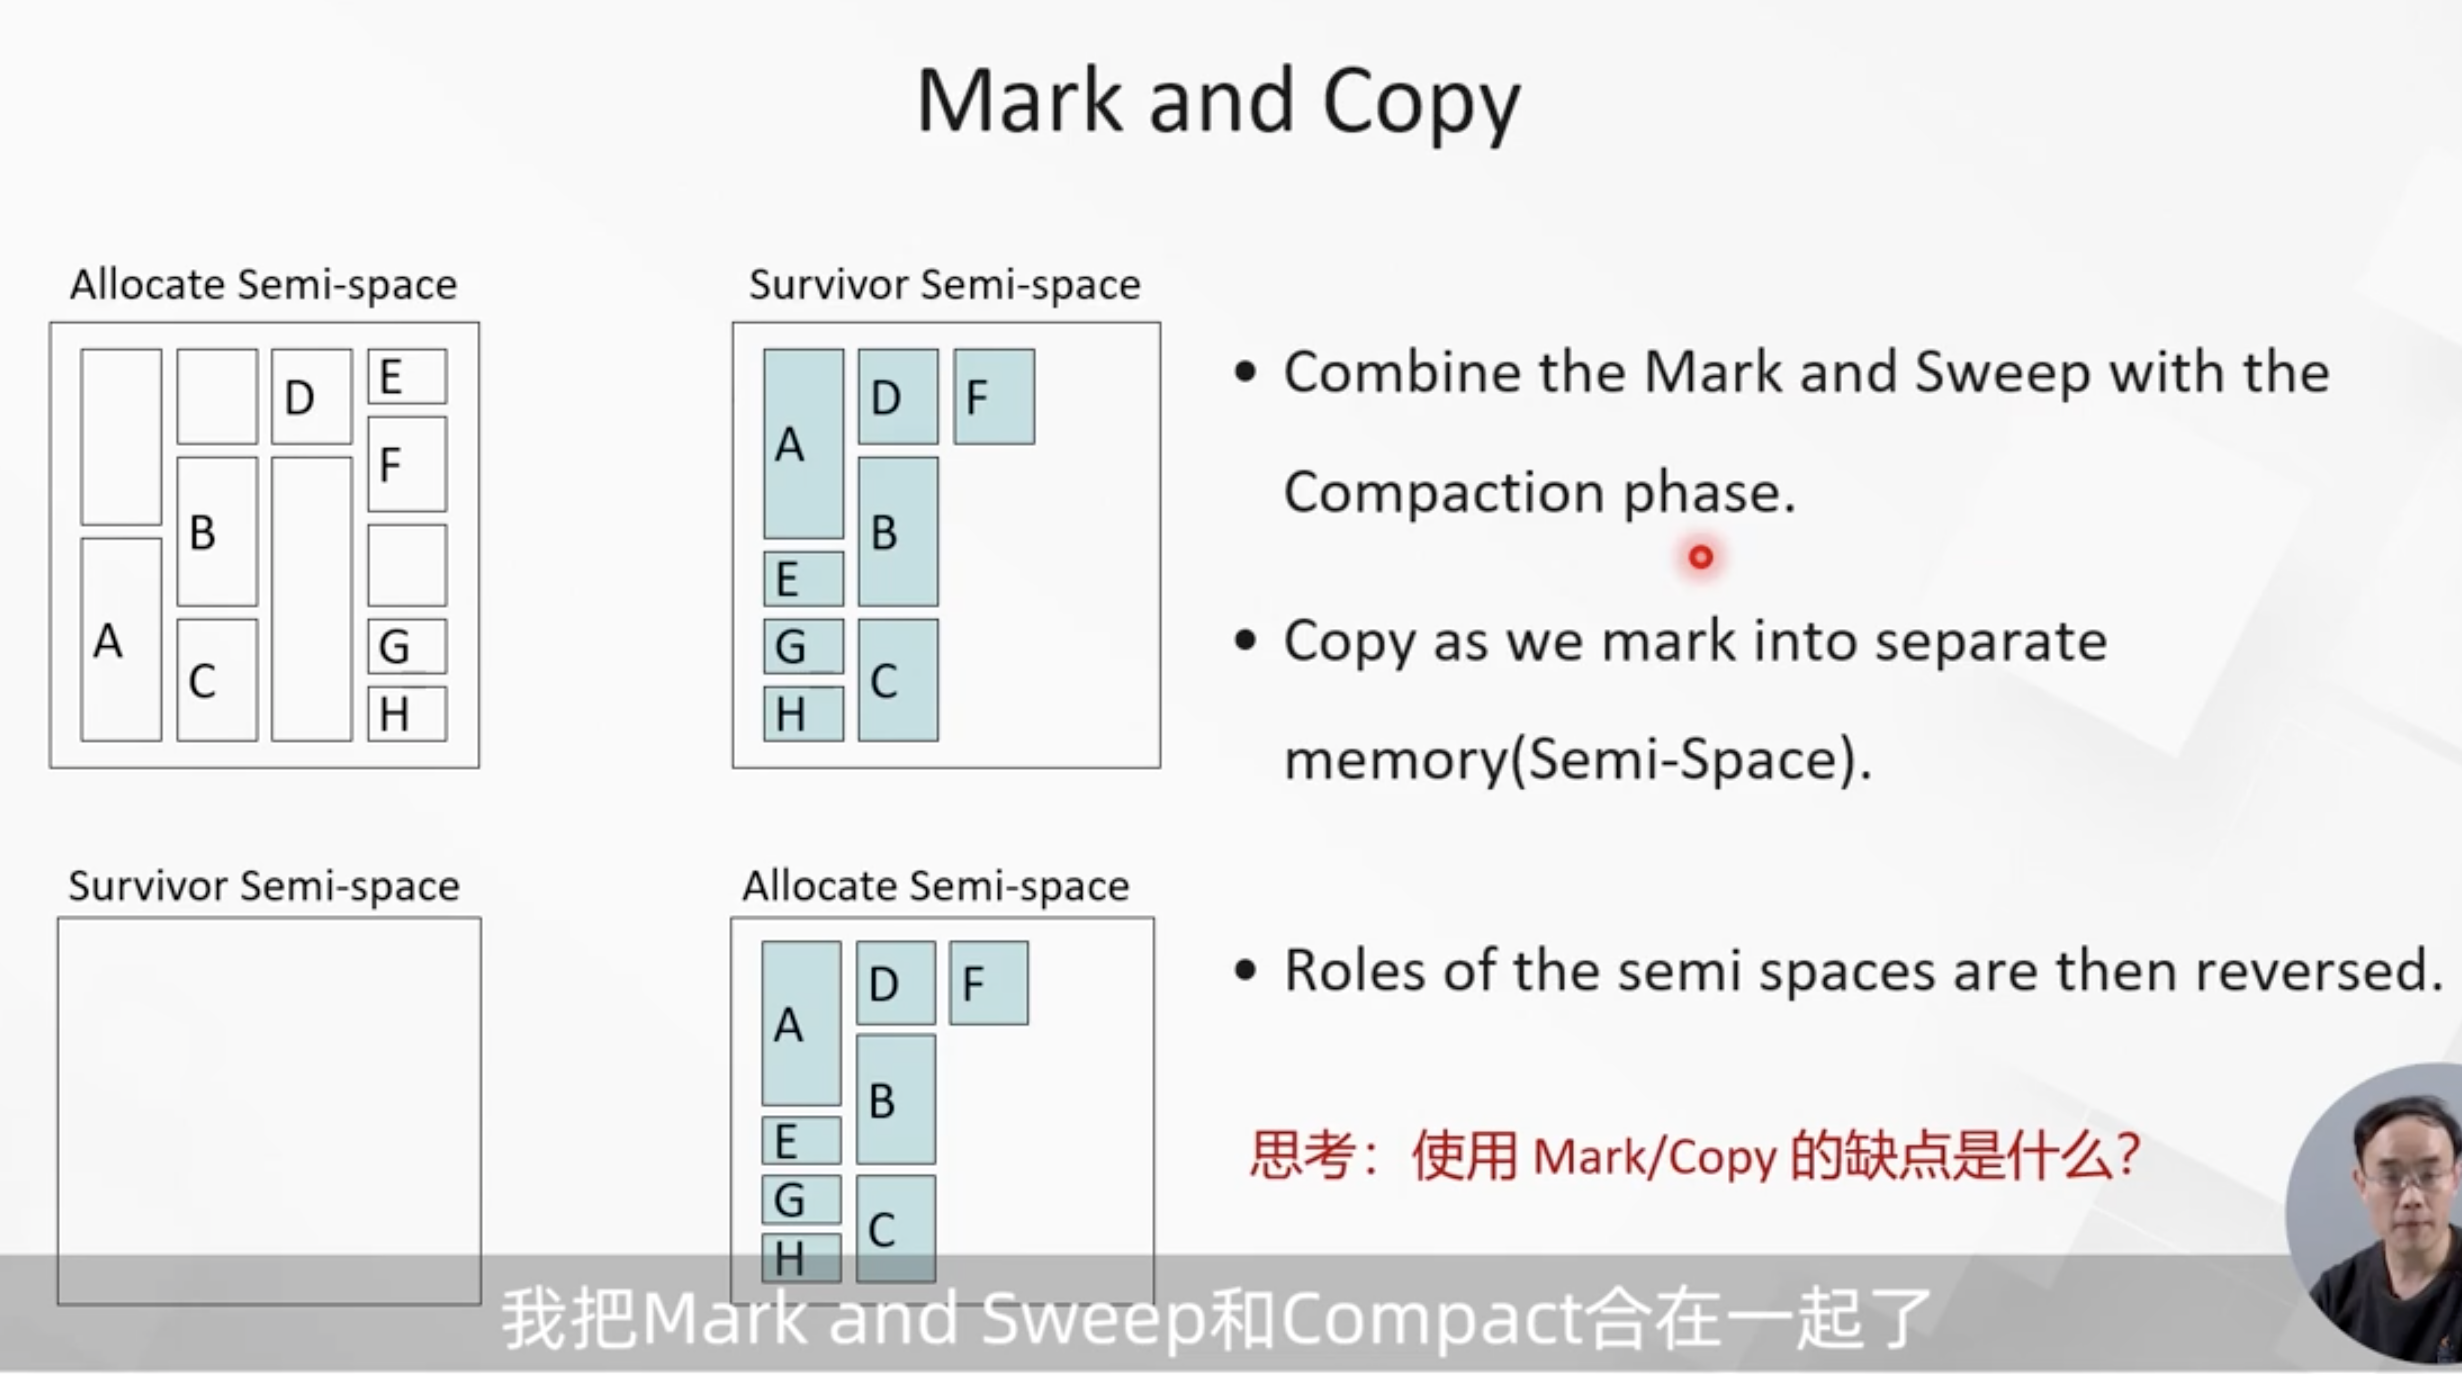 Mark and Copy
Allocate Semi-space
D
E
F
B
A
C
G
H
Survivor Semi-space
A
D
F
B
E
G
C
H
• Combine the Mark and Sweep with the
Compaction phase.
• Copy as we mark into separate
memory(Semi-Space).
Survivor Semi-space
Allocate Semi-space
A
D
F
B
E
G
C
H
• Roles of the semi spaces are then reversed.
思考：使用 Mark/Copy 的缺点是什么？
我把Mark and Sweep和Compact合在一起了